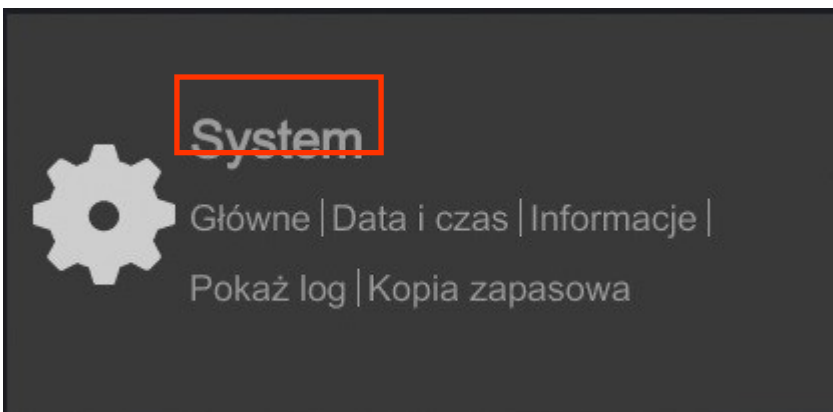 System
Główne | Data i czas | Informacje |
Pokaż log | Kopia zapasowa